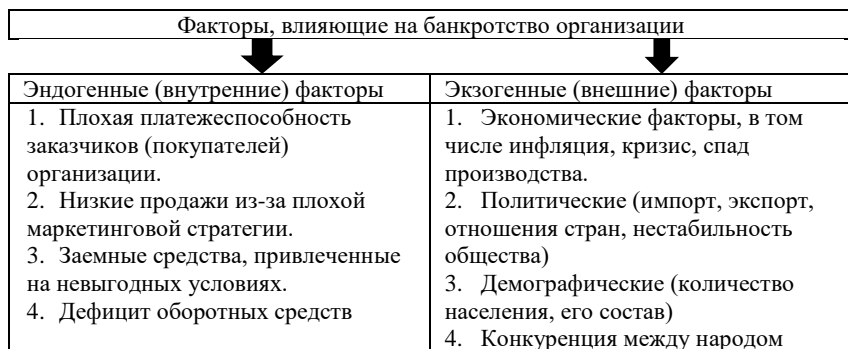 Факторы, влияющие на банкротство организации
Эндогенные (внутренние) факторы
1. Плохая платежеспособность
заказчиков (покупателей)
организации.
2. Низкие продажи из-за плохой
маркетинговой стратегии.
3. Заемные средства, привлеченные
на невыгодных условиях.
4. Дефицит оборотных средств
Экзогенные (внешние) факторы
1. Экономические факторы, в том
числе инфляция, кризис, спад
производства.
2. Политические (импорт, экспорт,
отношения стран, нестабильность
общества)
3. Демографические (количество
населения, его состав)
4. Конкуренция между народом